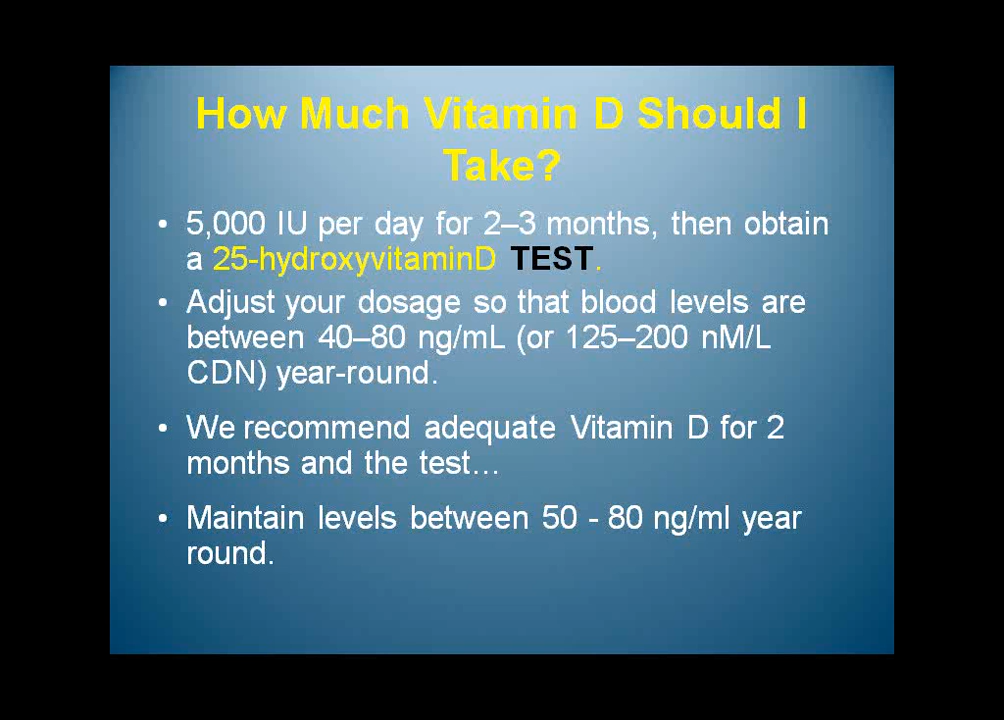 How Much Vitamin D Should I
Take?
• 5,000 IU per day for 2–3 months, then obtain
a 25-hydroxyvitaminD TEST.
• Adjust your dosage so that blood levels are
between 40–80 ng/mL (or 125–200 nM/L
CDN) year-round.
• We recommend adequate Vitamin D for 2
months and the test…
• Maintain levels between 50 - 80 ng/ml year
round.